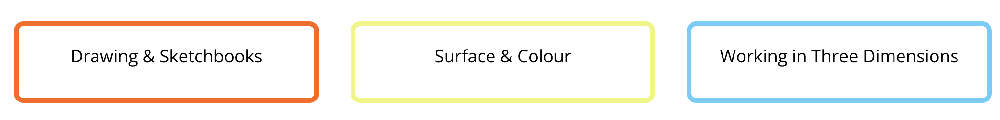 Drawing & Sketchbooks
Surface & Colour
Working in Three Dimensions